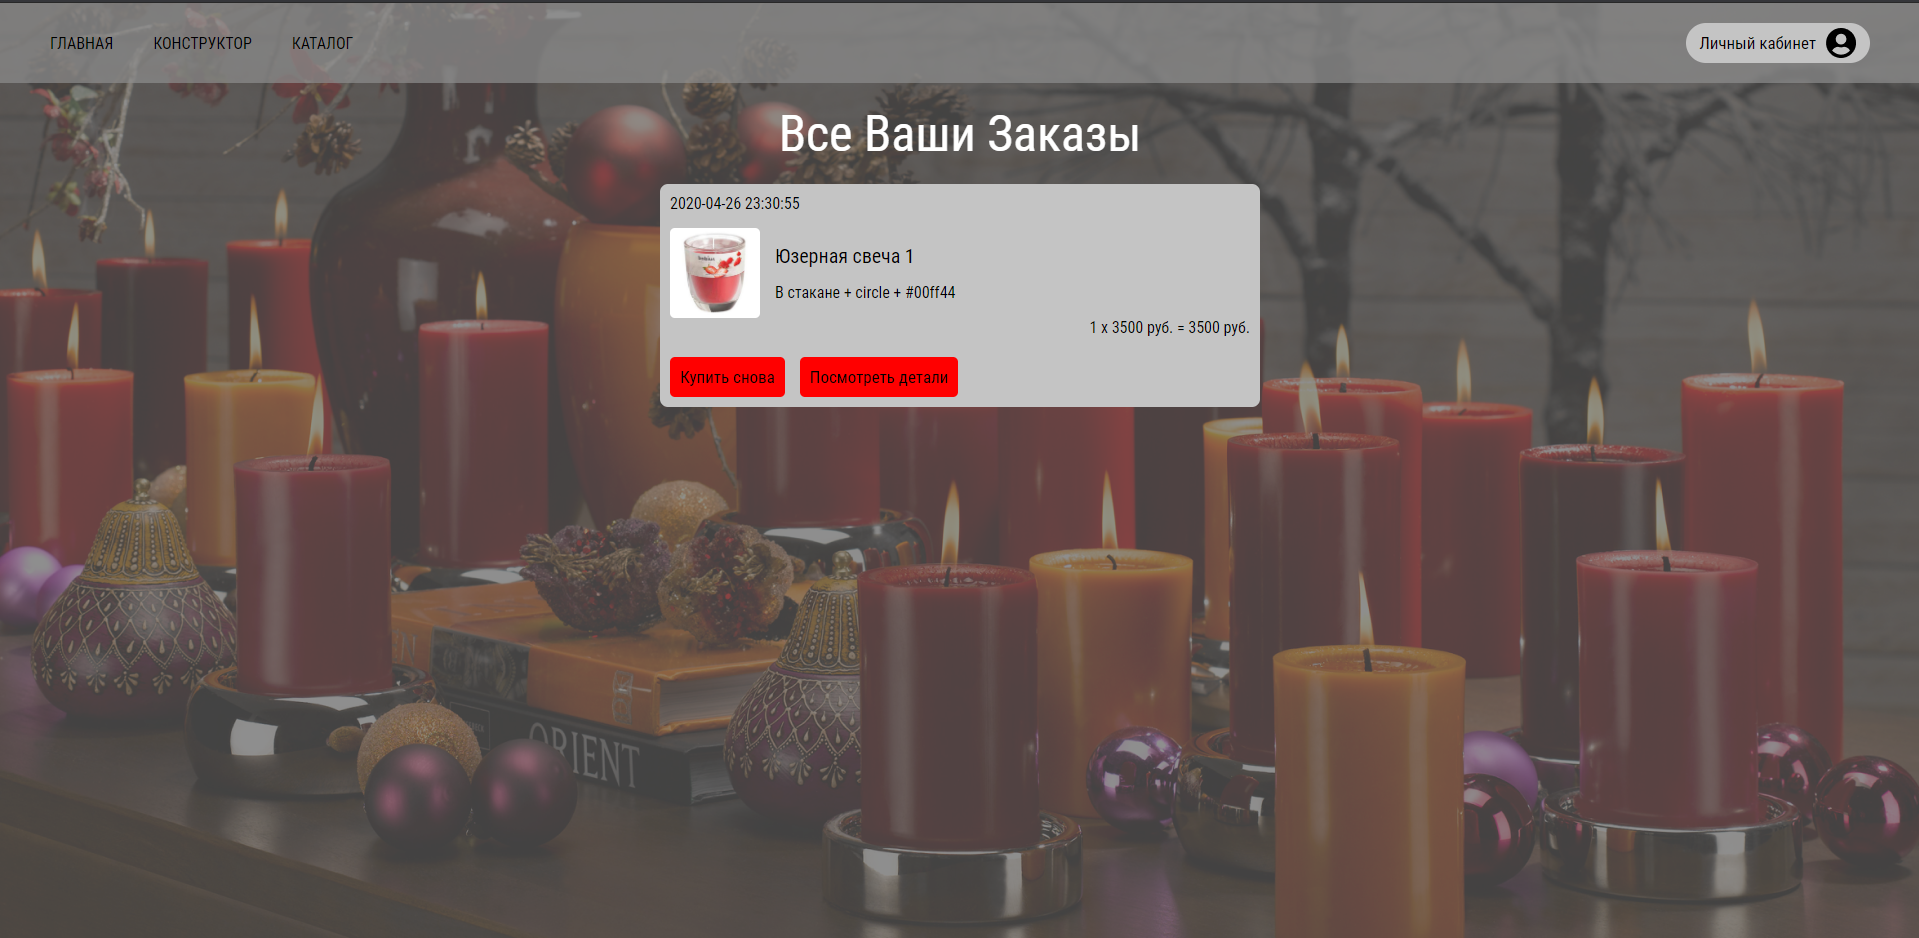 ГЛАВНАЯ КОНСТРУКТОР КАТАЛОГ Личный кабинет
Все Ваши Заказы
2020-04-26 23:30:55
Юзерная свеча 1
В стакане + circle + #00ff44
1 x 3500 руб. = 3500 руб.
Купить снова Посмотреть детали
ORIENT